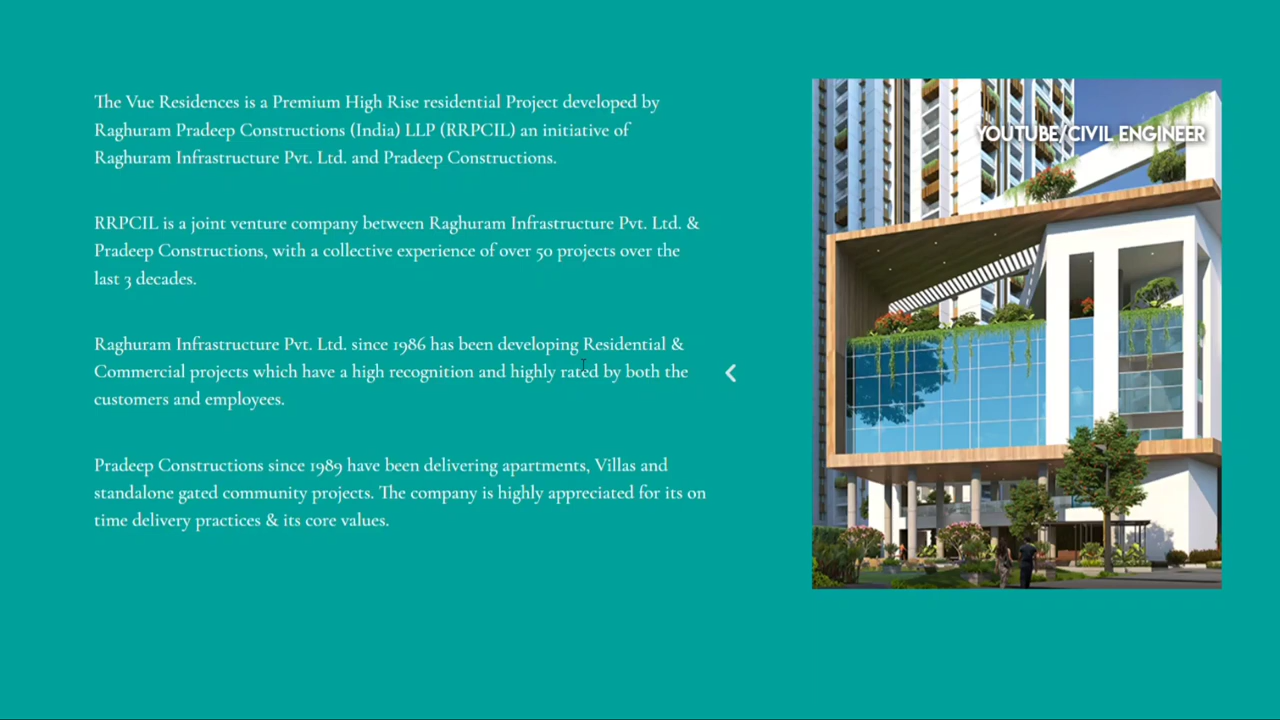 The Vue Residences is a Premium High Rise residential Project developed by
Raghuram Pradeep Constructions (India) LLP (RRPCIL) an initiative of
Raghuram Infrastructure Pvt. Ltd. and Pradeep Constructions.
RRPCIL is a joint venture company between Raghuram Infrastructure Pvt. Ltd. &
Pradeep Constructions, with a collective experience of over 50 projects over the
last 3 decades.
Raghuram Infrastructure Pvt. Ltd. since 1986 has been developing Residential &
Commercial projects which have a high recognition and highly rated by both the
customers and employees.
Pradeep Constructions since 1989 have been delivering apartments, Villas and
standalone gated community projects. The company is highly appreciated for its on
time delivery practices & its core values.
YOUTUBE/CIVIL ENGINEER